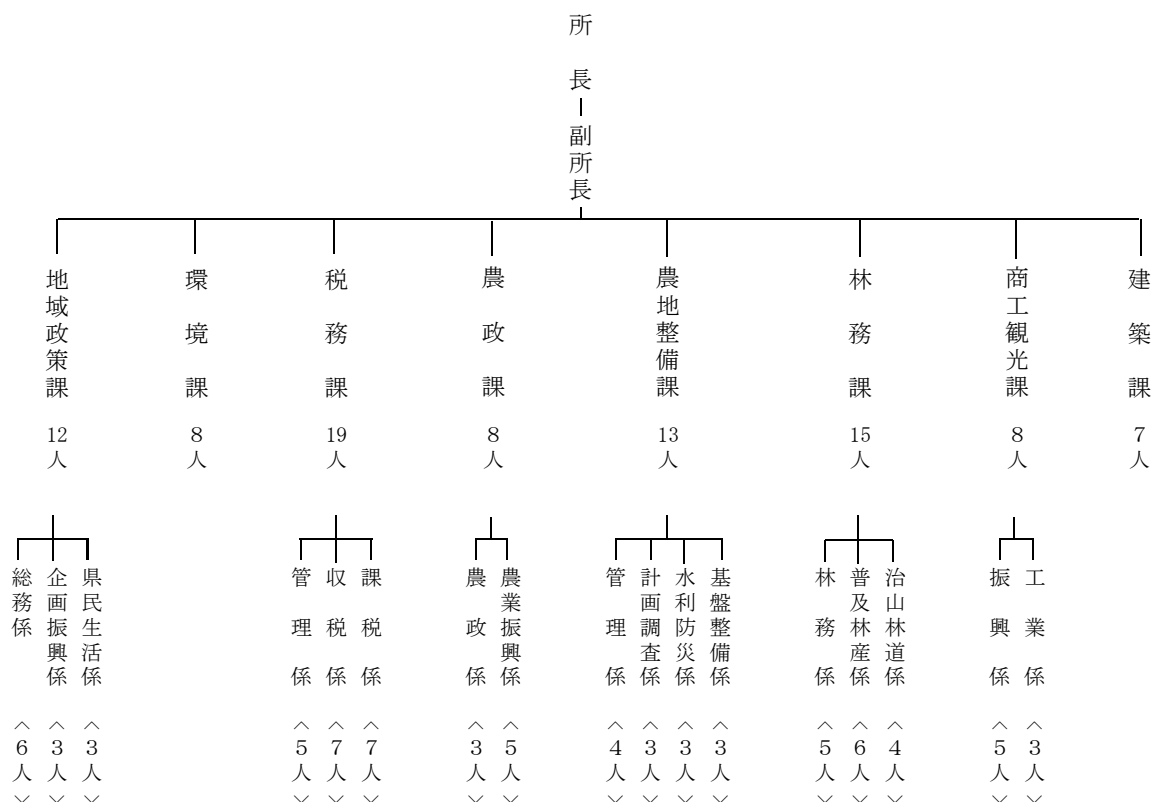 所長
副所長
地域政策課
12人
環境課
8人
税務課
19人
農政課
8人
農地整備課
13人
林務課
15人
商工観光課
8人
建築課
7人
総務係
〈6人〉
企画振興係
〈3人〉
県民生活係
〈3人〉
管理係
〈5人〉
収税係
〈7人〉
課税係
〈7人〉
農政係
〈3人〉
農業振興係
〈5人〉
管理係
〈4人〉
計画調査係
〈3人〉
水利防災係
〈3人〉
基盤整備係
〈3人〉
林務係
〈5人〉
普及林産係
〈6人〉
治山林道係
〈4人〉
振興係
〈5人〉
工業係
〈3人〉